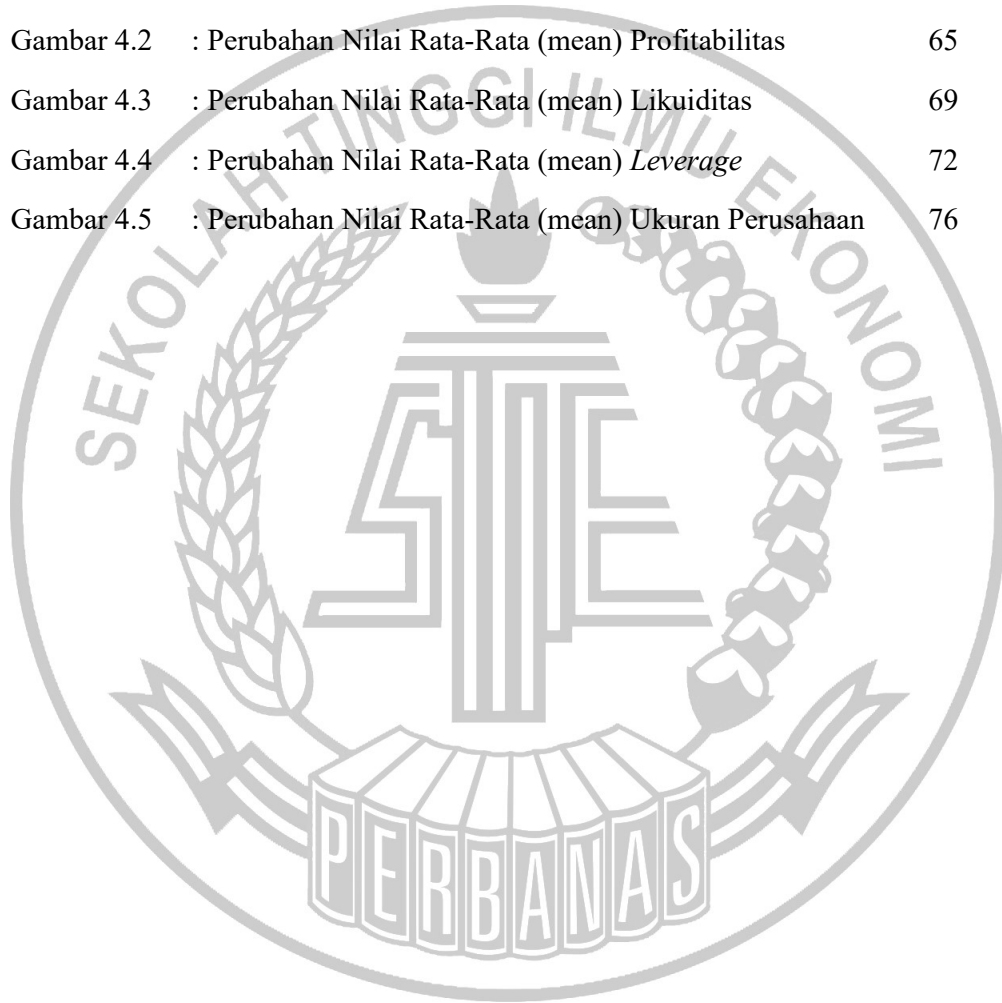 Gambar 4.2 : Perubahan Nilai Rata-Rata (mean) Profitabilitas 65
Gambar 4.3 : Perubahan Nilai Rata-Rata (mean) Likuiditas 69
Gambar 4.4 : Perubahan Nilai Rata-Rata (mean) Leverage 72
Gambar 4.5 : Perubahan Nilai Rata-Rata (mean) Ukuran Perusahaan 76
SEKOLAH TINGGI ILMU EKONOMI
STIE
PERBANAS